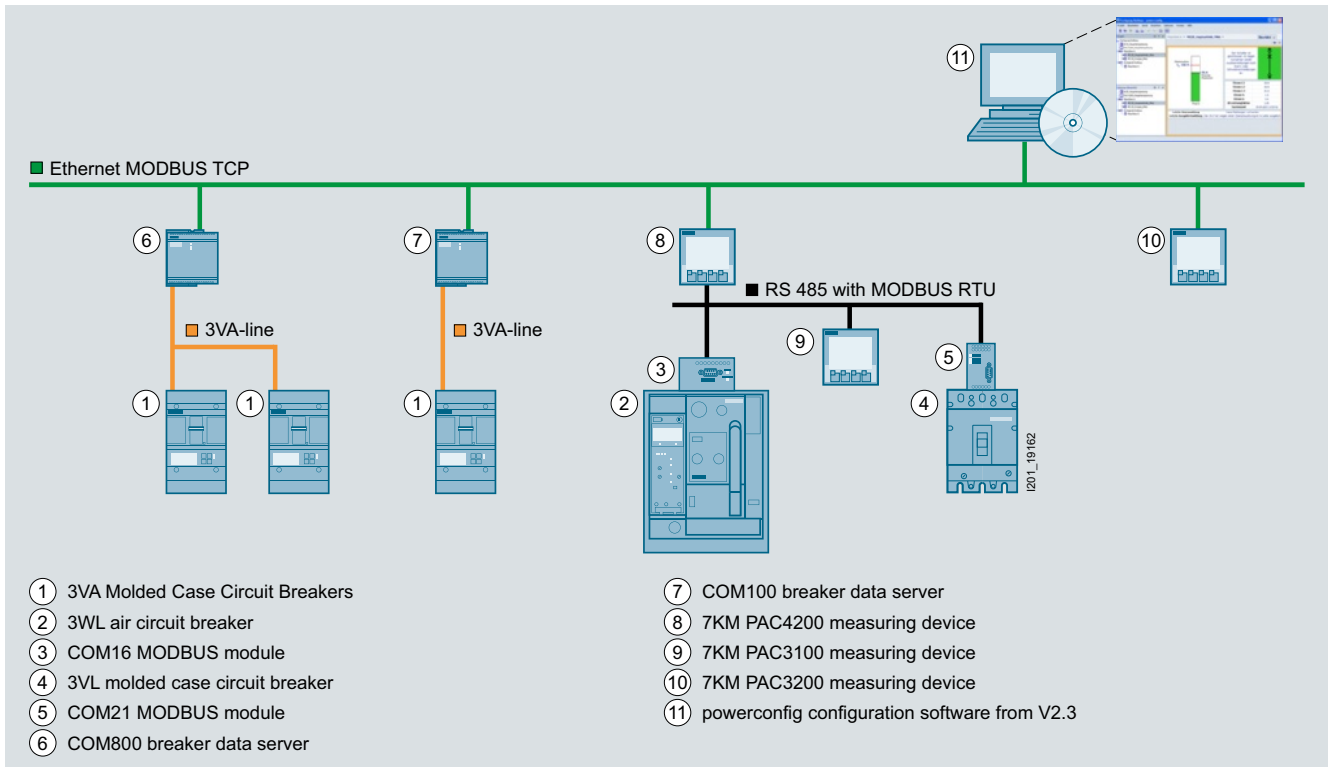 11
Ethernet MODBUS TCP
6
7
8
10
RS 485 with MODBUS RTU
3VA-line
3VA-line
9
3
5
1
1
1
2
4
I201_19162
1 3VA Molded Case Circuit Breakers
2 3WL air circuit breaker
3 COM16 MODBUS module
4 3VL molded case circuit breaker
5 COM21 MODBUS module
6 COM800 breaker data server
7 COM100 breaker data server
8 7KM PAC4200 measuring device
9 7KM PAC3100 measuring device
10 7KM PAC3200 measuring device
11 powerconfig configuration software from V2.3